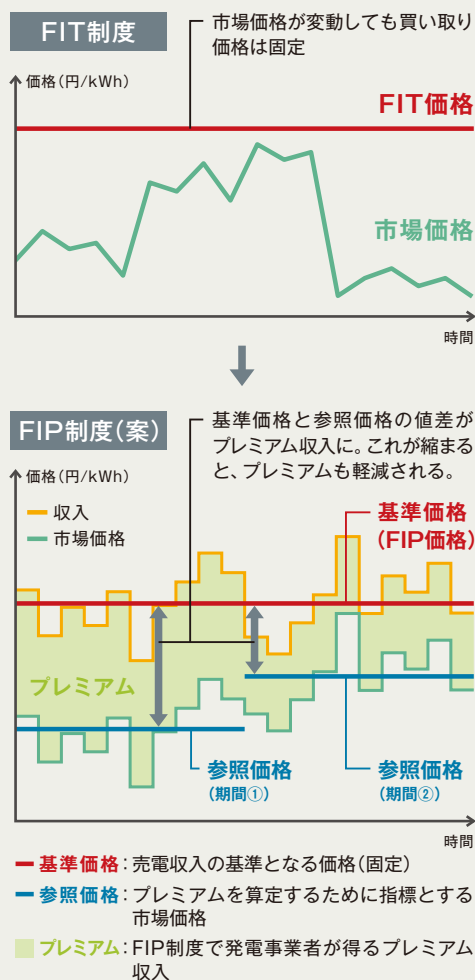 FIT制度
市場価格が変動しても買い取り
価格は固定
価格(円/kWh)
FIT価格
市場価格
時間
FIP制度(案)
基準価格と参照価格の値差が
プレミアム収入に。これが縮まる
と、プレミアムも軽減される。
価格(円/kWh)
収入
市場価格
基準価格
(FIP価格)
プレミアム
参照価格
(期間①)
参照価格
(期間②)
時間
基準価格:売電収入の基準となる価格(固定)
参照価格:プレミアムを算定するために指標とする
市場価格
プレミアム:FIP制度で発電事業者が得るプレミアム
収入